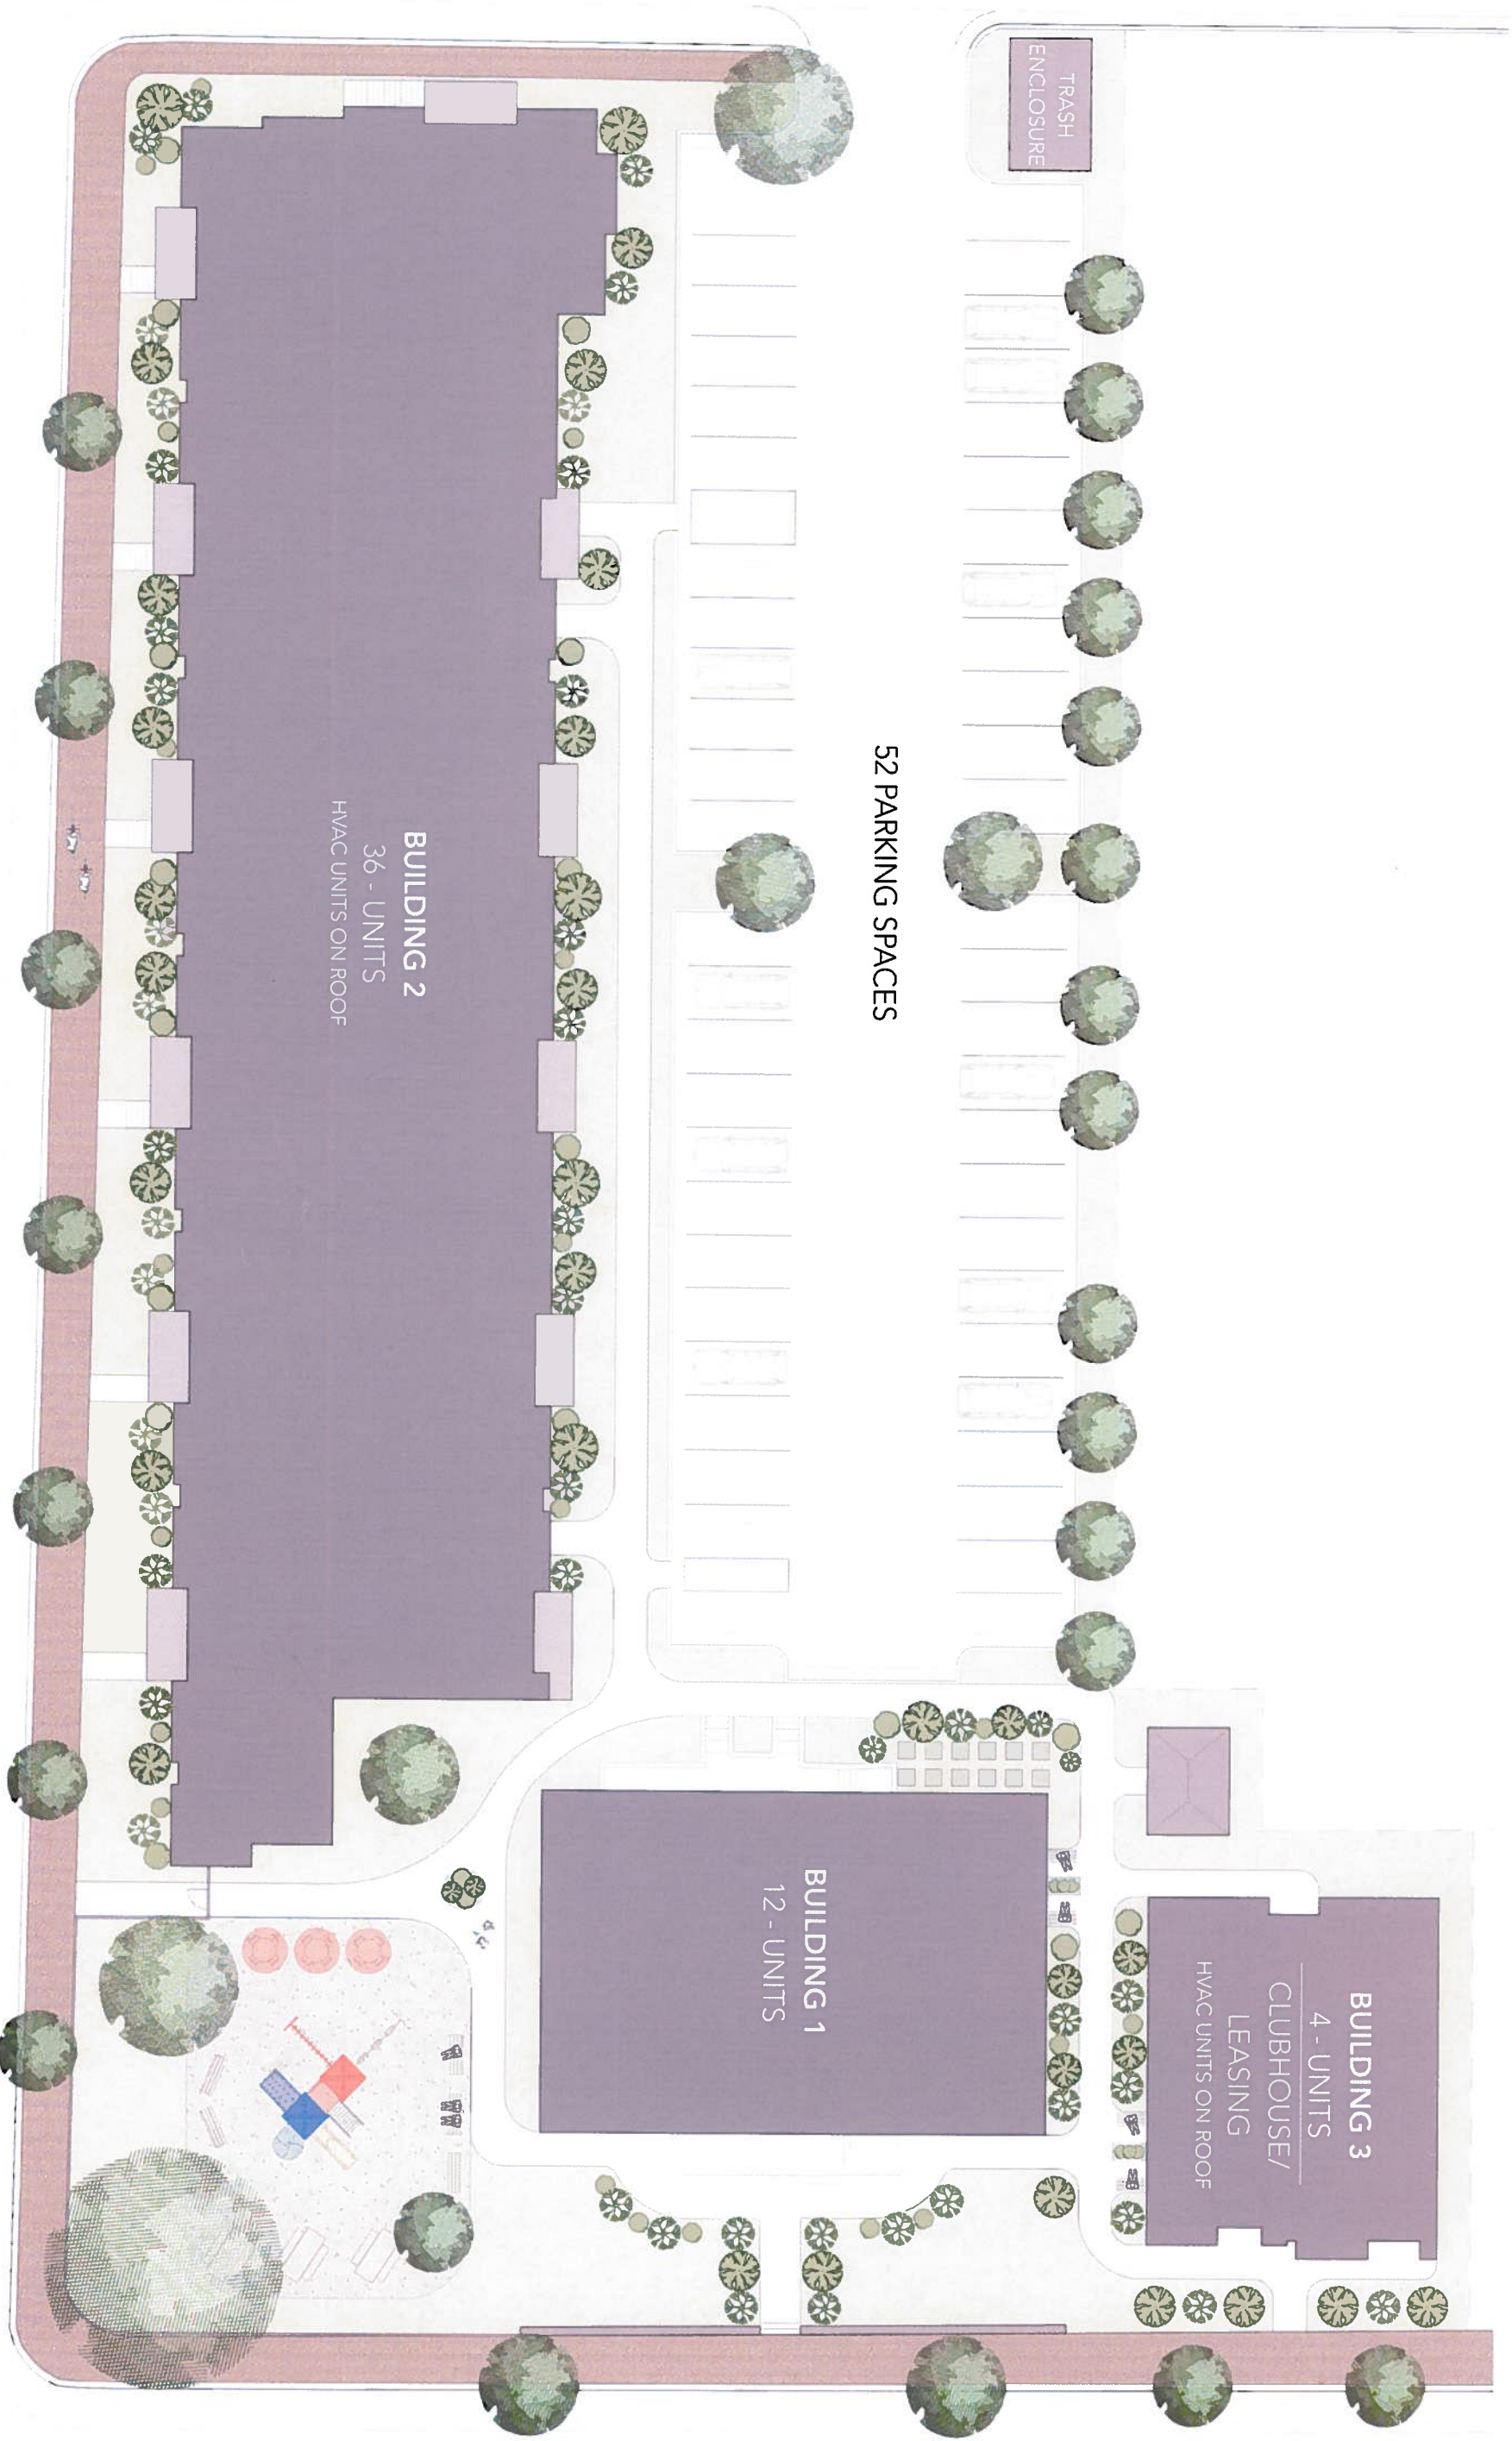 TRASH
ENCLOSURE
52 PARKING SPACES
BUILDING 2
36 - UNITS
HVAC UNITS ON ROOF
BUILDING 1
12 - UNITS
BUILDING 3
4 - UNITS
CLUBHOUSE/
LEASING
HVAC UNITS ON ROOF